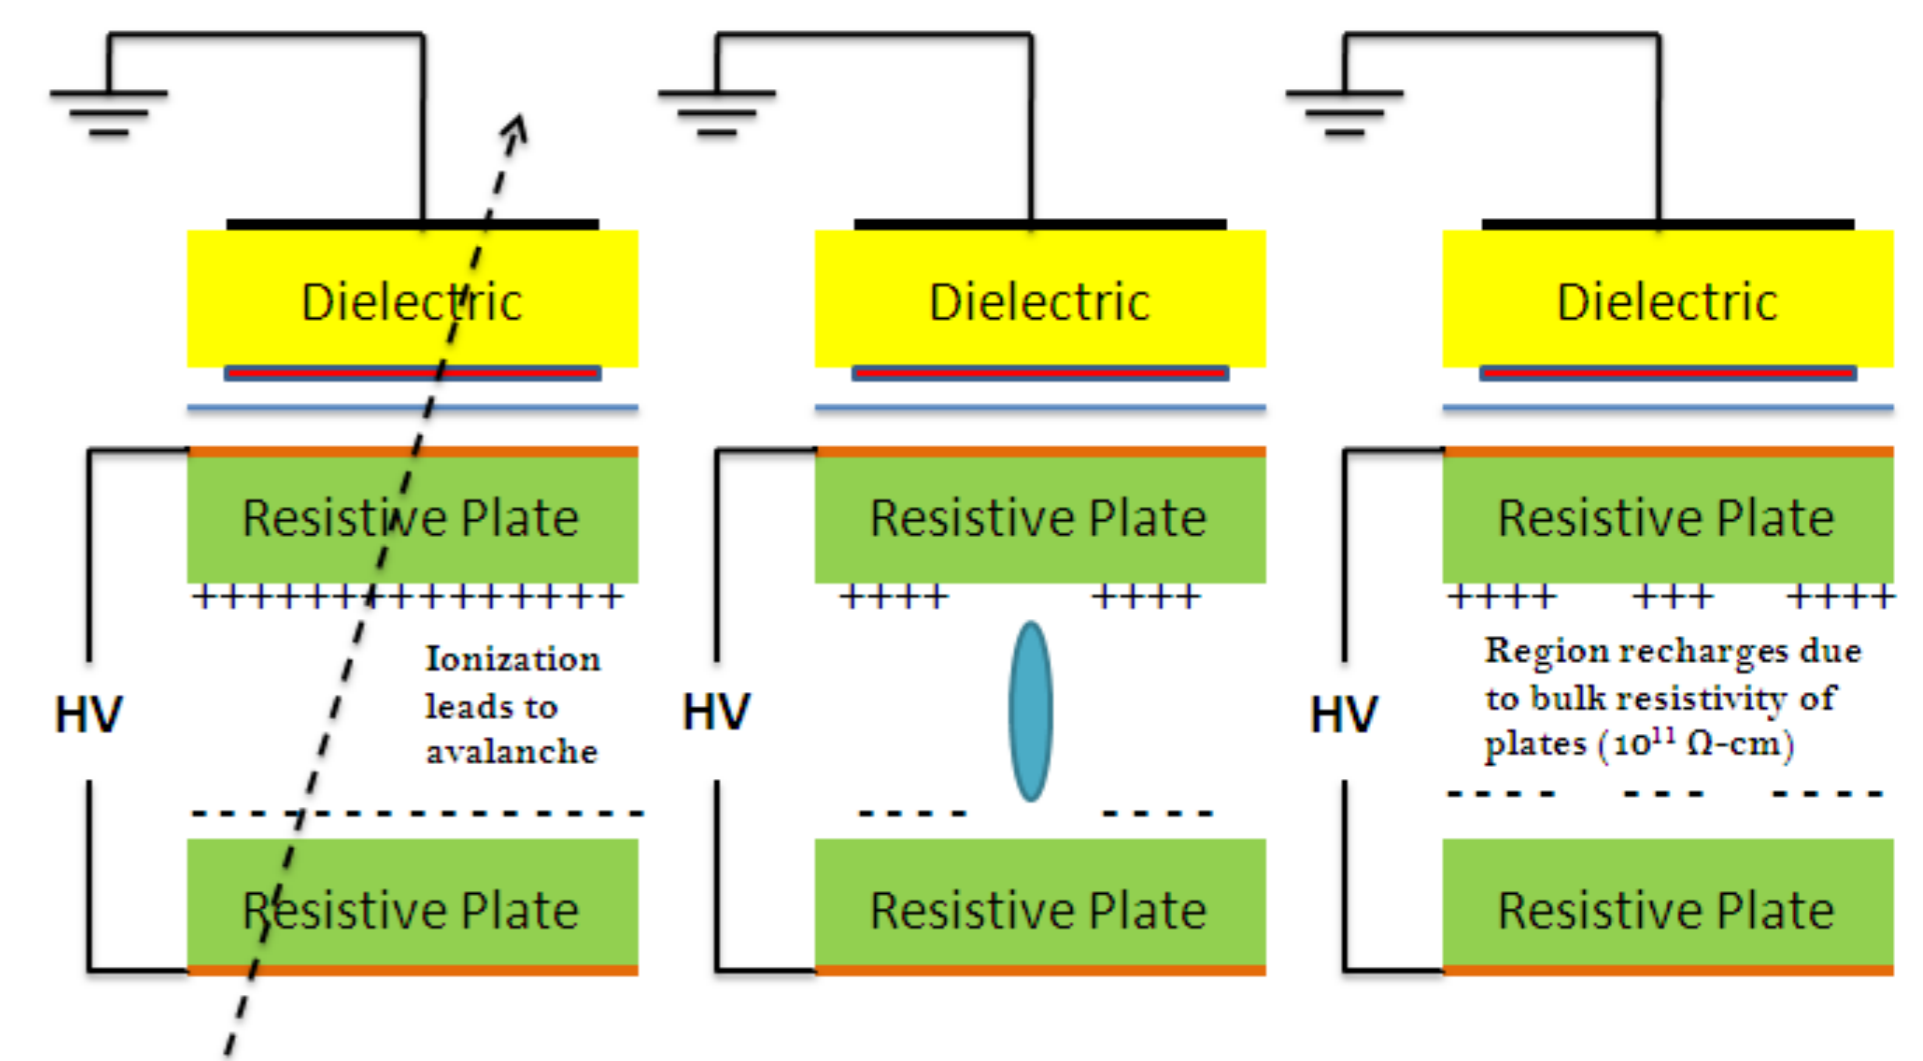 Dielectric
Dielectric
Dielectric
Resistive Plate
Resistive Plate
Resistive Plate
+++++++++++++++
++++ ++++
++++ +++ ++++
Ionization
leads to
avalanche
HV
HV
Region recharges due
to bulk resistivity of
plates (10¹¹ Ω-cm)
HV
- - - - - - - - - - - - - - - -
- - - - - - - -
- - - - - - - - - - -
Resistive Plate
Resistive Plate
Resistive Plate